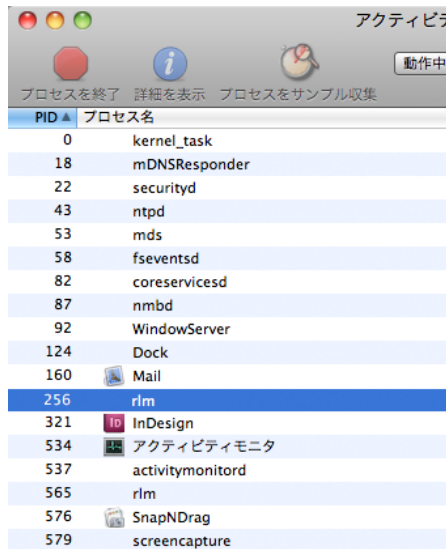 アクティビテ
動作中
プロセスを終了 詳細を表示 プロセスをサンプル収集
PID プロセス名
0 kernel_task
18 mDNSResponder
22 securityd
43 ntpd
53 mds
58 fseventsd
82 coreservicesd
87 nmbd
92 WindowServer
124 Dock
160 Mail
256 rlm
321 ID InDesign
534 アクティビティモニタ
537 activitymonitord
565 rlm
576 SnapNDrag
579 screencapture